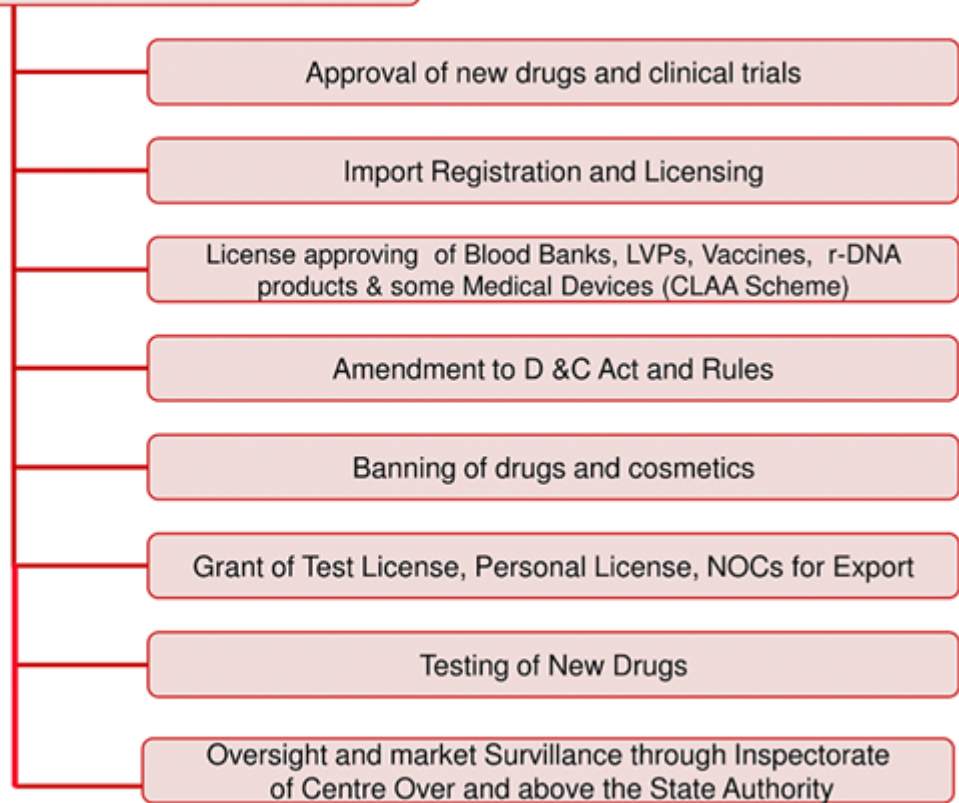 Approval of new drugs and clinical trials
Import Registration and Licensing
License approving of Blood Banks, LVPs, Vaccines, r-DNA
products & some Medical Devices (CLAA Scheme)
Amendment to D &C Act and Rules
Banning of drugs and cosmetics
Grant of Test License, Personal License, NOCs for Export
Testing of New Drugs
Oversight and market Survillance through Inspectorate
of Centre Over and above the State Authority